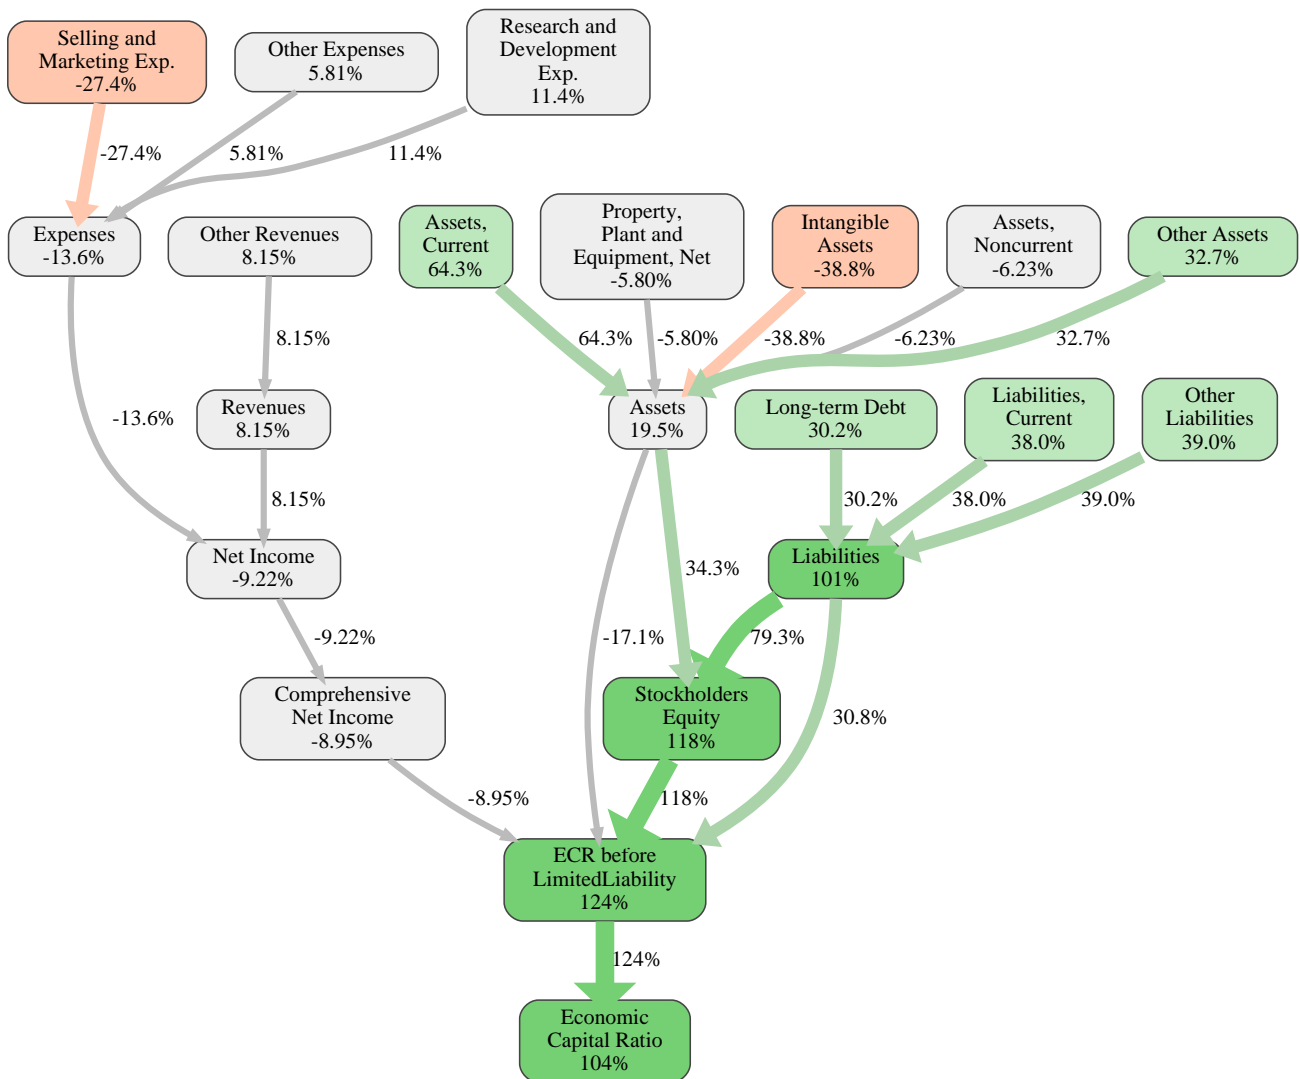 Selling and
Marketing Exp.
-27.4%
Other Expenses
5.81%
Research and
Development
Exp.
11.4%
-27.4%
5.81%
11.4%
Expenses
-13.6%
Other Revenues
8.15%
Assets,
Current
64.3%
Property,
Plant and
Equipment, Net
-5.80%
Intangible
Assets
-38.8%
Assets,
Noncurrent
-6.23%
Other Assets
32.7%
8.15%
64.3%
-5.80%
-38.8%
-6.23%
32.7%
-13.6%
Revenues
8.15%
Assets
19.5%
Long-term Debt
30.2%
Liabilities,
Current
38.0%
Other
Liabilities
39.0%
8.15%
30.2%
38.0%
39.0%
Net Income
-9.22%
34.3%
Liabilities
101%
-9.22%
-17.1%
79.3%
Comprehensive
Net Income
-8.95%
Stockholders
Equity
118%
30.8%
-8.95%
118%
ECR before
LimitedLiability
124%
124%
Economic
Capital Ratio
104%